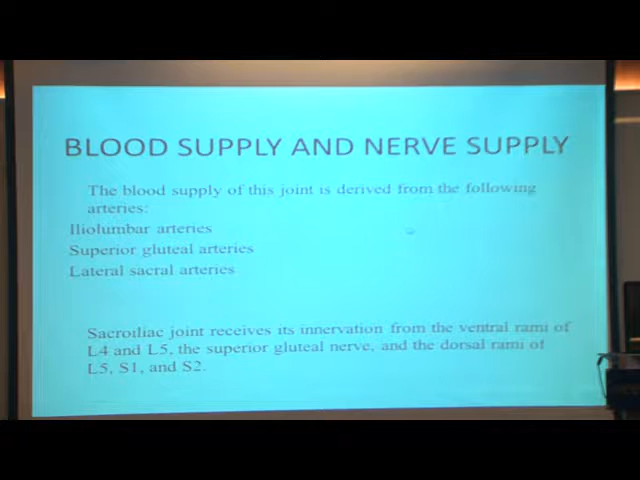 BLOOD SUPPLY AND NERVE SUPPLY
The blood supply of this joint is derived from the following
arteries:
Iliolumbar arteries
Superior gluteal arteries
Lateral sacral arteries
Sacroiliac joint receives its innervation from the ventral rami of
L4 and L5, the superior gluteal nerve, and the dorsal rami of
L5, S1, and S2.